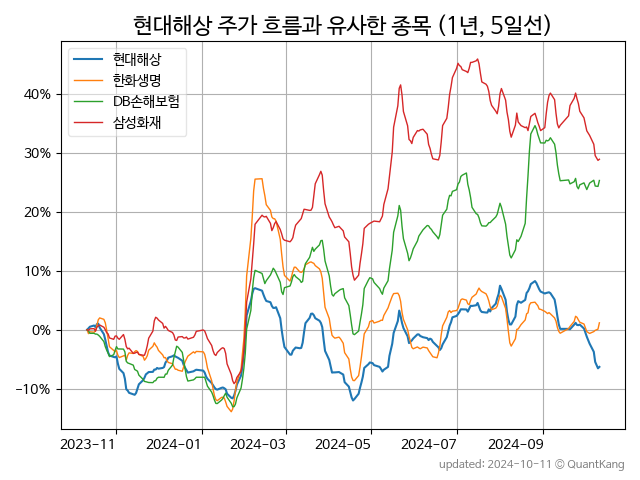 현대해상 주가 흐름과 유사한 종목 (1년, 5일선)
현대해상
한화생명
DB손해보험
삼성화재
40%
30%
20%
10%
0%
−10%
2023-11
2024-01
2024-03
2024-05
2024-07
2024-09
updated: 2024-10-11 © QuantKang